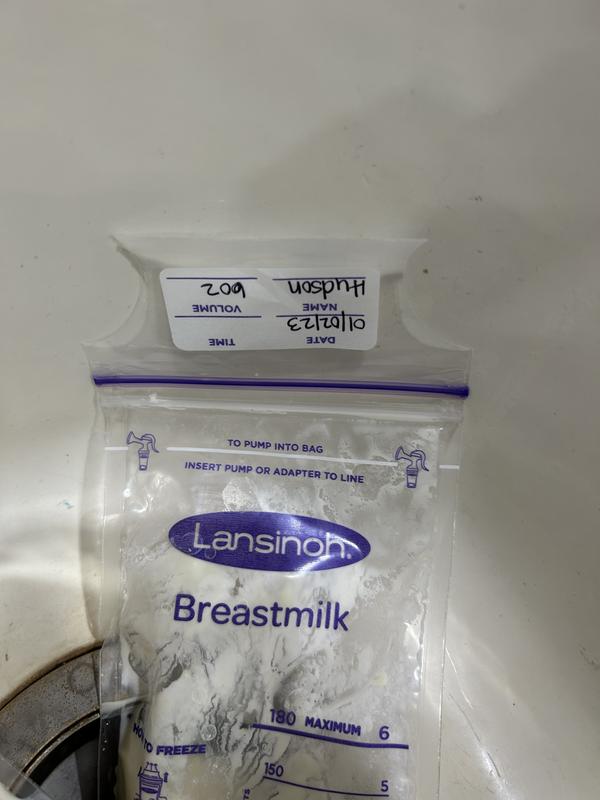 DATE TIME
01/02/23
NAME VOLUME
Hudson 6oz
TO PUMP INTO BAG
INSERT PUMP OR ADAPTER TO LINE
Lansinoh.
Breastmilk
180 MAXIMUM 6
TO FREEZE
150 5